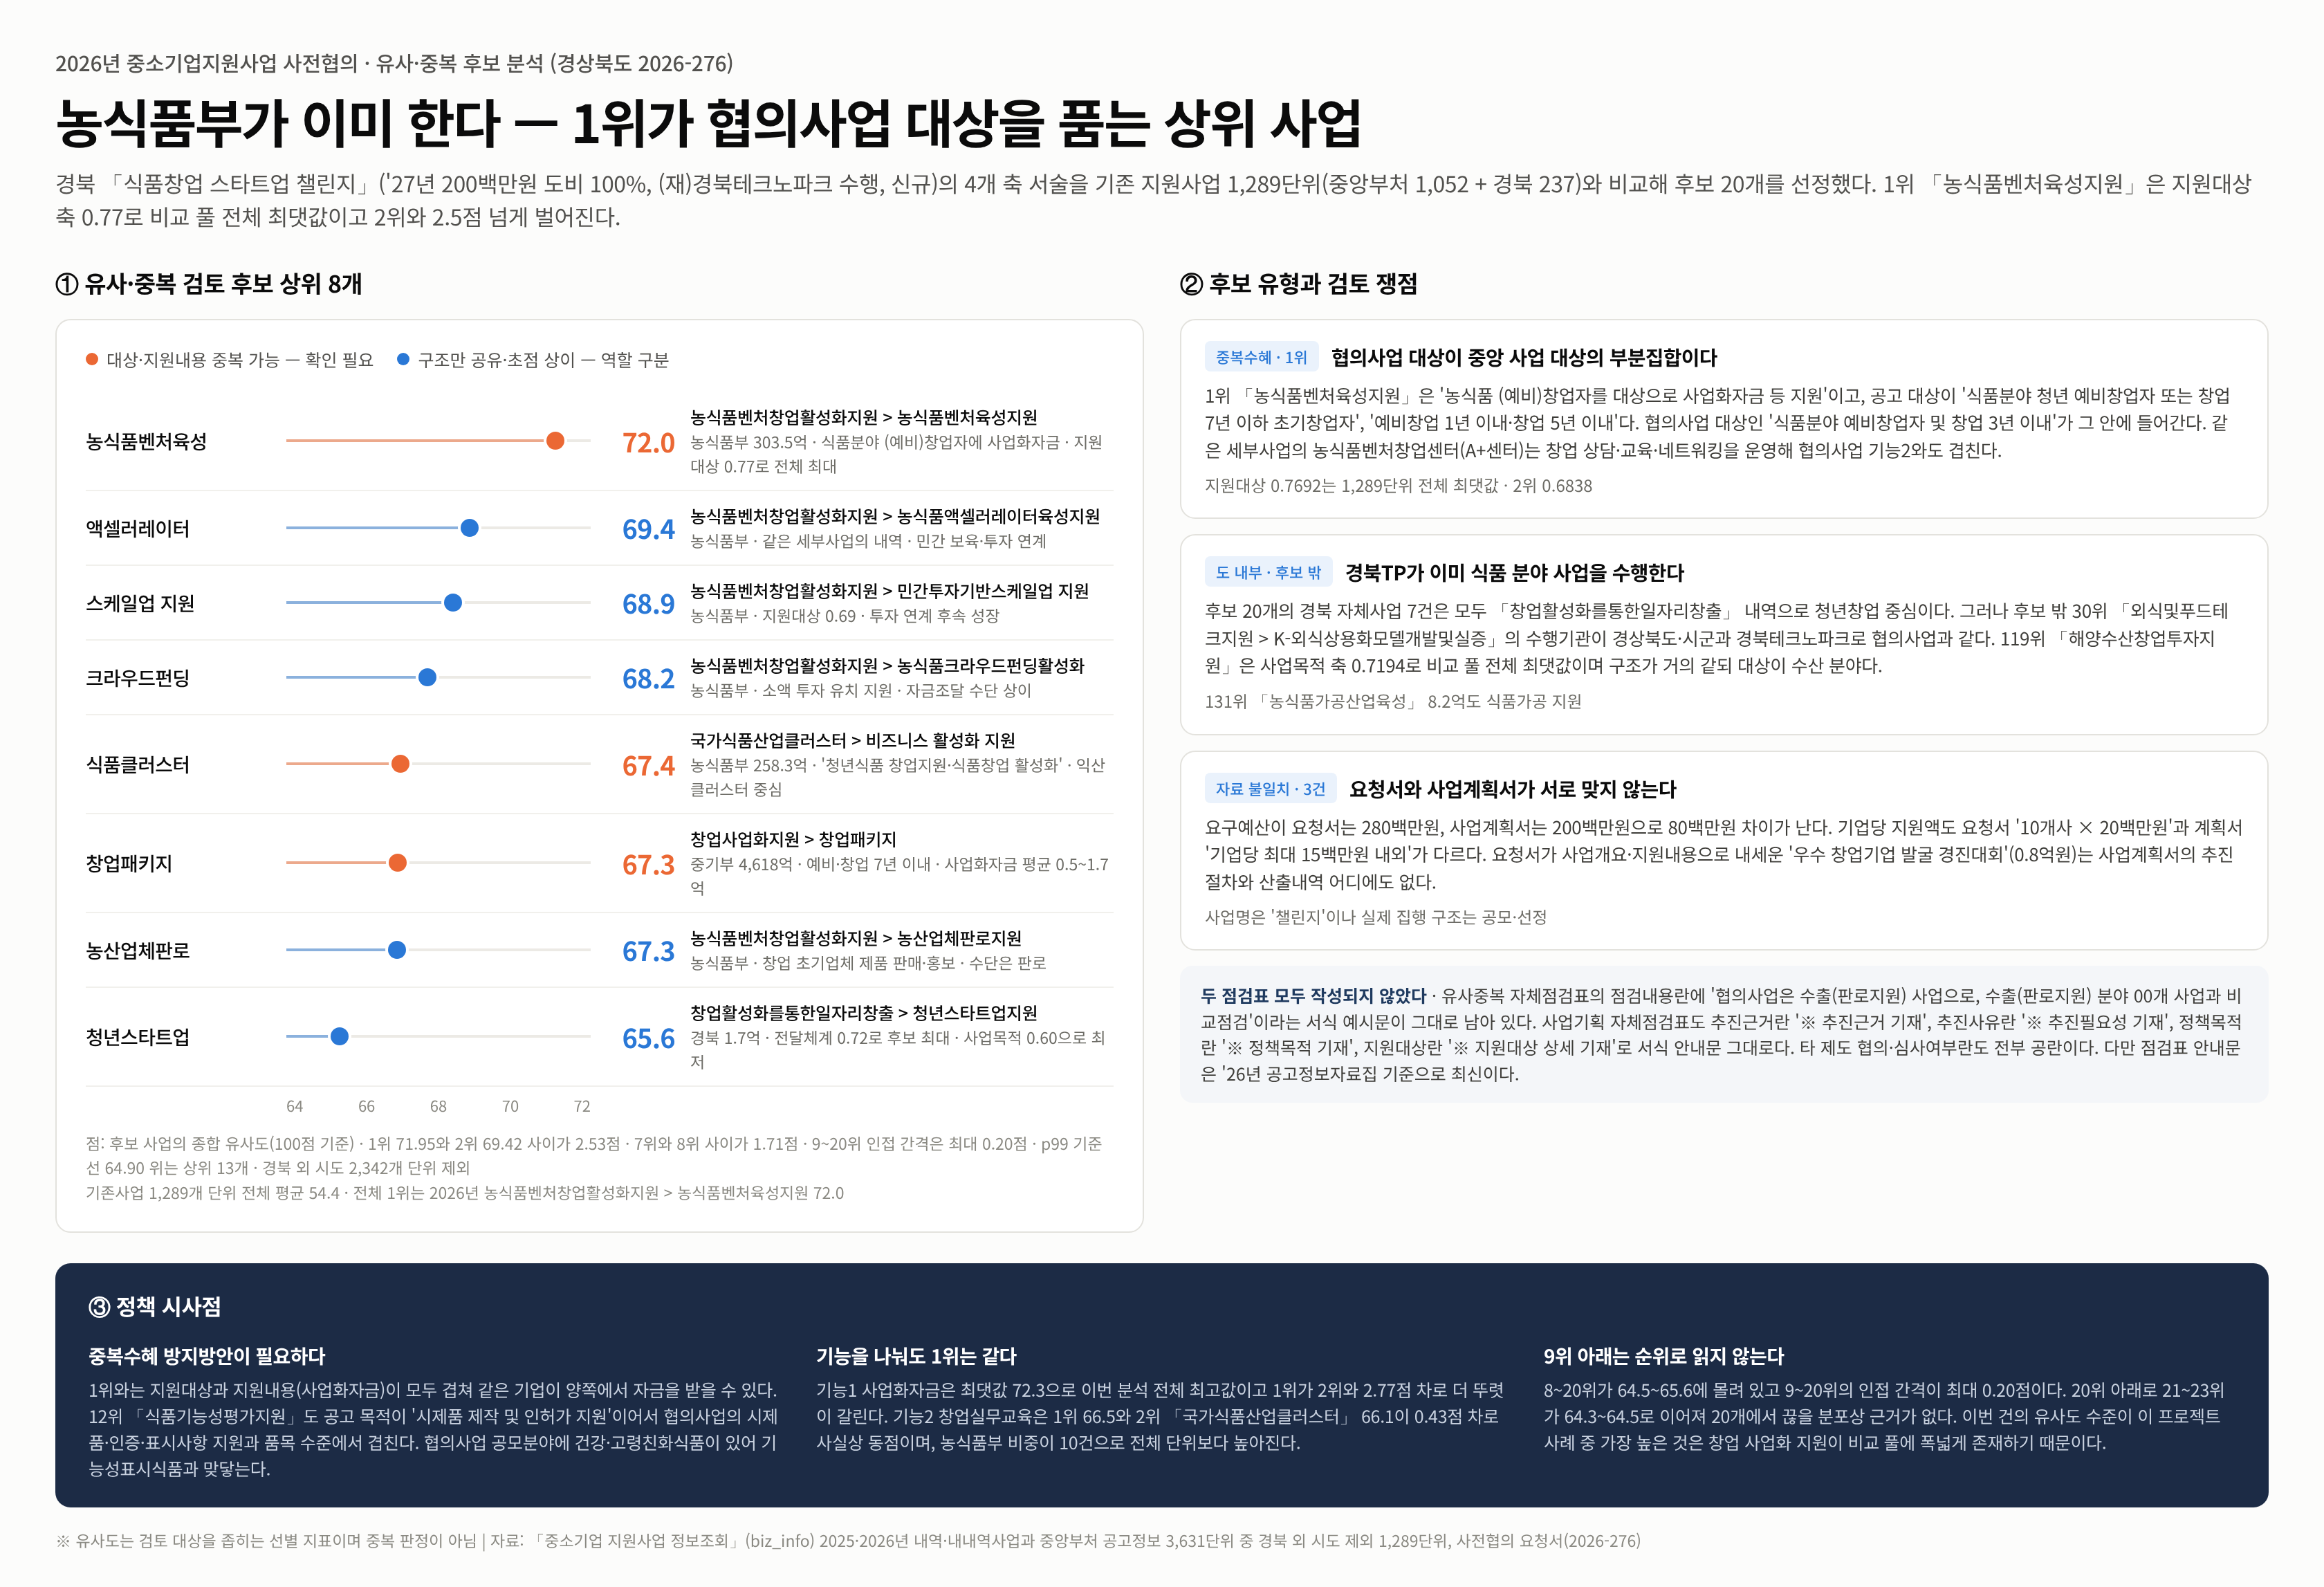 2026년 중소기업지원사업 사전협의 · 유사·중복 후보 분석 (경상북도 2026-276)
농식품부가 이미 한다 — 1위가 협의사업 대상을 품는 상위 사업
경북 「식품창업 스타트업 챌린지」('27년 200백만원 도비 100%, (재)경북테크노파크 수행, 신규)의 4개 축 서술을 기존 지원사업 1,289단위(중앙부처 1,052 + 경북 237)와 비교해 후보 20개를 선정했다. 1위 「농식품벤처육성지원」은 지원대상
축 0.77로 비교 풀 전체 최댓값이고 2위와 2.5점 넘게 벌어진다.
① 유사·중복 검토 후보 상위 8개
대상·지원내용 중복 가능 — 확인 필요
구조만 공유·초점 상이 — 역할 구분
농식품벤처육성
72.0
농식품벤처창업활성화지원 > 농식품벤처육성지원
농식품부 303.5억 · 식품분야 (예비)창업자에 사업화자금 · 지원
대상 0.77로 전체 최대
액셀러레이터
69.4
농식품벤처창업활성화지원 > 농식품액셀러레이터육성지원
농식품부 · 같은 세부사업의 내역 · 민간 보육·투자 연계
스케일업 지원
68.9
농식품벤처창업활성화지원 > 민간투자기반스케일업 지원
농식품부 · 지원대상 0.69 · 투자 연계 후속 성장
크라우드펀딩
68.2
농식품벤처창업활성화지원 > 농식품크라우드펀딩활성화
농식품부 · 소액 투자 유치 지원 · 자금조달 수단 상이
식품클러스터
67.4
국가식품산업클러스터 > 비즈니스 활성화 지원
농식품부 258.3억 · '청년식품 창업지원·식품창업 활성화' · 익산
클러스터 중심
창업패키지
67.3
창업사업화지원 > 창업패키지
중기부 4,618억 · 예비·창업 7년 이내 · 사업화자금 평균 0.5~1.7
억
농산업체판로
67.3
농식품벤처창업활성화지원 > 농산업체판로지원
농식품부 · 창업 초기업체 제품 판매·홍보 · 수단은 판로
청년스타트업
65.6
창업활성화를통한일자리창출 > 청년스타트업지원
경북 1.7억 · 전달체계 0.72로 후보 최대 · 사업목적 0.60으로 최
저
64 66 68 70 72
점: 후보 사업의 종합 유사도(100점 기준) · 1위 71.95와 2위 69.42 사이가 2.53점 · 7위와 8위 사이가 1.71점 · 9~20위 인접 간격은 최대 0.20점 · p99 기준
선 64.90 위는 상위 13개 · 경북 외 시도 2,342개 단위 제외
기존사업 1,289개 단위 전체 평균 54.4 · 전체 1위는 2026년 농식품벤처창업활성화지원 > 농식품벤처육성지원 72.0
② 후보 유형과 검토 쟁점
중복수혜 · 1위
협의사업 대상이 중앙 사업 대상의 부분집합이다
1위 「농식품벤처육성지원」은 '농식품 (예비)창업자를 대상으로 사업화자금 등 지원'이고, 공고 대상이 '식품분야 청년 예비창업자 또는 창업
7년 이하 초기창업자', '예비창업 1년 이내·창업 5년 이내'다. 협의사업 대상인 '식품분야 예비창업자 및 창업 3년 이내'가 그 안에 들어간다. 같
은 세부사업의 농식품벤처창업센터(A+센터)는 창업 상담·교육·네트워킹을 운영해 협의사업 기능2와도 겹친다.
지원대상 0.7692는 1,289단위 전체 최댓값 · 2위 0.6838
도 내부 · 후보 밖
경북TP가 이미 식품 분야 사업을 수행한다
후보 20개의 경북 자체사업 7건은 모두 「창업활성화를통한일자리창출」 내역으로 청년창업 중심이다. 그러나 후보 밖 30위 「외식및푸드테
크지원 > K-외식상용화모델개발및실증」의 수행기관이 경상북도·시군과 경북테크노파크로 협의사업과 같다. 119위 「해양수산창업투자지
원」은 사업목적 축 0.7194로 비교 풀 전체 최댓값이며 구조가 거의 같되 대상이 수산 분야다.
131위 「농식품가공산업육성」 8.2억도 식품가공 지원
자료 불일치 · 3건
요청서와 사업계획서가 서로 맞지 않는다
요구예산이 요청서는 280백만원, 사업계획서는 200백만원으로 80백만원 차이가 난다. 기업당 지원액도 요청서 '10개사 × 20백만원'과 계획서
'기업당 최대 15백만원 내외'가 다르다. 요청서가 사업개요·지원내용으로 내세운 '우수 창업기업 발굴 경진대회'(0.8억원)는 사업계획서의 추진
절차와 산출내역 어디에도 없다.
사업명은 '챌린지'이나 실제 집행 구조는 공모·선정
두 점검표 모두 작성되지 않았다 · 유사중복 자체점검표의 점검내용란에 '협의사업은 수출(판로지원) 사업으로, 수출(판로지원) 분야 00개 사업과 비
교점검'이라는 서식 예시문이 그대로 남아 있다. 사업기획 자체점검표도 추진근거란 '※ 추진근거 기재', 추진사유란 '※ 추진필요성 기재', 정책목적
란 '※ 정책목적 기재', 지원대상란 '※ 지원대상 상세 기재'로 서식 안내문 그대로다. 타 제도 협의·심사여부란도 전부 공란이다. 다만 점검표 안내문
은 '26년 공고정보자료집 기준으로 최신이다.
③ 정책 시사점
중복수혜 방지방안이 필요하다
1위와는 지원대상과 지원내용(사업화자금)이 모두 겹쳐 같은 기업이 양쪽에서 자금을 받을 수 있다.
12위 「식품기능성평가지원」도 공고 목적이 '시제품 제작 및 인허가 지원'이어서 협의사업의 시제
품·인증·표시사항 지원과 품목 수준에서 겹친다. 협의사업 공모분야에 건강·고령친화식품이 있어 기
능성표시식품과 맞닿는다.
기능을 나눠도 1위는 같다
기능1 사업화자금은 최댓값 72.3으로 이번 분석 전체 최고값이고 1위가 2위와 2.77점 차로 더 뚜렷
이 갈린다. 기능2 창업실무교육은 1위 66.5와 2위 「국가식품산업클러스터」 66.1이 0.43점 차로
사실상 동점이며, 농식품부 비중이 10건으로 전체 단위보다 높아진다.
9위 아래는 순위로 읽지 않는다
8~20위가 64.5~65.6에 몰려 있고 9~20위의 인접 간격이 최대 0.20점이다. 20위 아래로 21~23위
가 64.3~64.5로 이어져 20개에서 끊을 분포상 근거가 없다. 이번 건의 유사도 수준이 이 프로젝트
사례 중 가장 높은 것은 창업 사업화 지원이 비교 풀에 폭넓게 존재하기 때문이다.
※ 유사도는 검토 대상을 좁히는 선별 지표이며 중복 판정이 아님 | 자료: 「중소기업 지원사업 정보조회」(biz_info) 2025·2026년 내역·내내역사업과 중앙부처 공고정보 3,631단위 중 경북 외 시도 제외 1,289단위, 사전협의 요청서(2026-276)